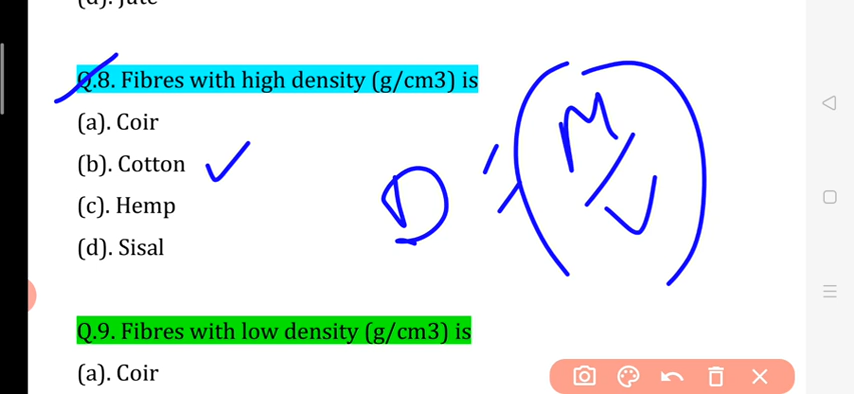 (d). Jute
Q.8. Fibres with high density (g/cm3) is
(a). Coir
(b). Cotton
(c). Hemp
(d). Sisal
D = (M/V)
Q.9. Fibres with low density (g/cm3) is
(a). Coir